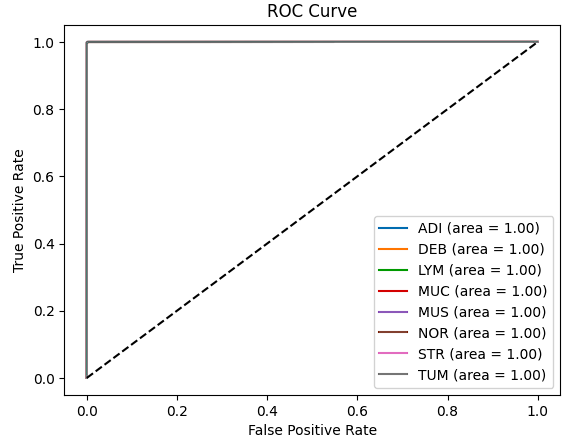 ROC Curve
True Positive Rate
1.0
0.8
0.6
0.4
0.2
0.0
ADI (area = 1.00)
DEB (area = 1.00)
LYM (area = 1.00)
MUC (area = 1.00)
MUS (area = 1.00)
NOR (area = 1.00)
STR (area = 1.00)
TUM (area = 1.00)
0.0 0.2 0.4 0.6 0.8 1.0
False Positive Rate